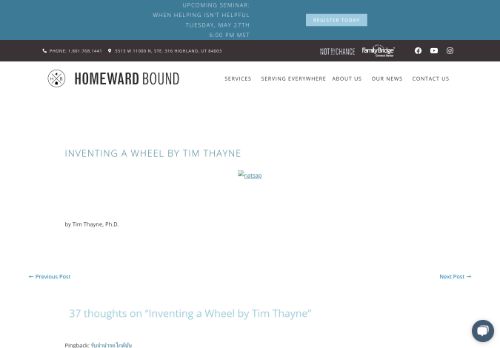 UPCOMING SEMINAR:
WHEN HELPING ISN'T HELPFUL
TUESDAY, MAY 27TH
6:00 PM MST
REGISTER TODAY
PHONE: 1.801.768.1441
5513 W 11000 N, STE. 316 HIGHLAND, UT 84003
NOT BY CHANCE
FamilyBridge
HOMEWARD BOUND
SERVICES
SERVING EVERYWHERE
ABOUT US
OUR NEWS
CONTACT US
INVENTING A WHEEL BY TIM THAYNE
by Tim Thayne, Ph.D.
← Previous Post
Next Post →
37 thoughts on “Inventing a Wheel by Tim Thayne”
Pingback: